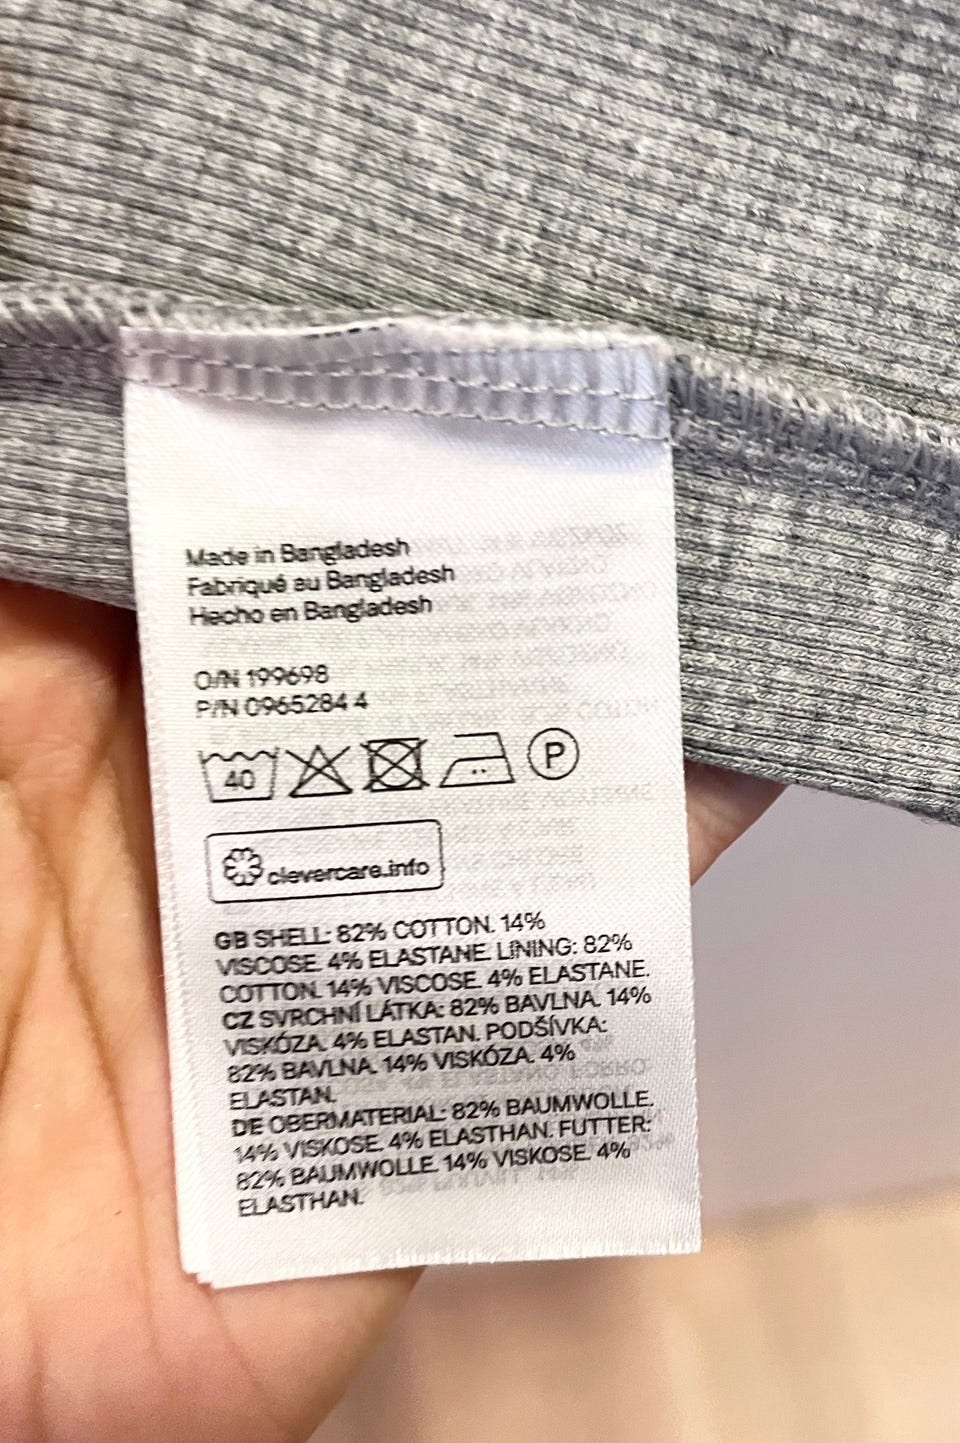 Made in Bangladesh
Fabriqué au Bangladesh
Hecho en Bangladesh
O/N 199698
P/N 0965284 4
40 P
clevercare.info
GB SHELL: 82% COTTON. 14%
VISCOSE. 4% ELASTANE. LINING: 82%
COTTON. 14% VISCOSE. 4% ELASTANE.
CZ SVRCHNÍ LÁTKA: 82% BAVLNA. 14%
VISKÓZA. 4% ELASTAN. PODŠÍVKA:
82% BAVLNA. 14% VISKÓZA. 4%
ELASTAN.
DE OBERMATERIAL: 82% BAUMWOLLE.
14% VISKOSE. 4% ELASTHAN. FUTTER:
82% BAUMWOLLE. 14% VISKOSE. 4%
ELASTHAN.